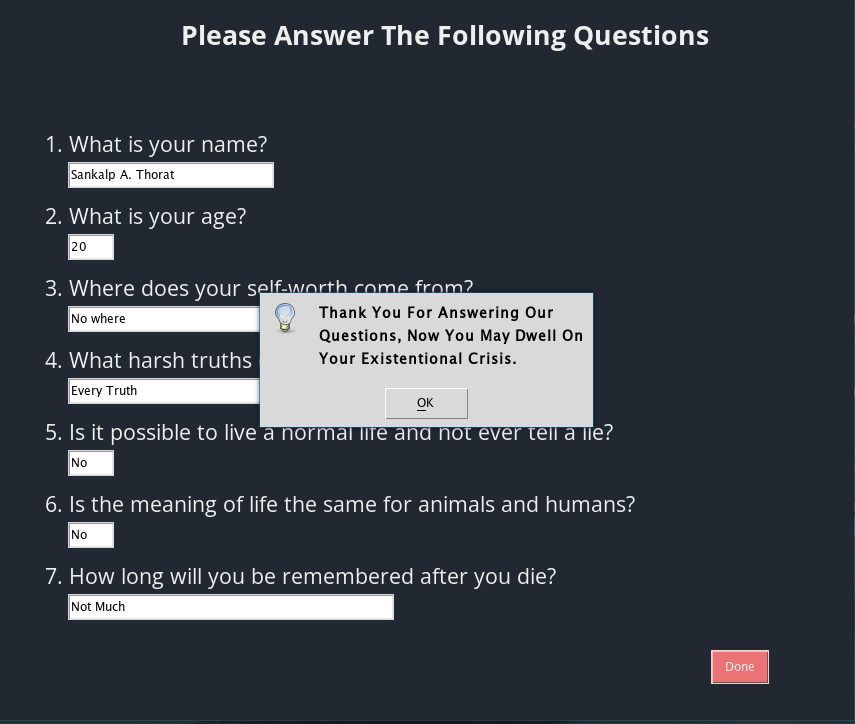 Please Answer The Following Questions
1. What is your name?
Sankalp A. Thorat
2. What is your age?
20
3. Where does your self-worth come from?
No where
4. What harsh truths
Every Truth
Thank You For Answering Our
Questions, Now You May Dwell On
Your Existentional Crisis.
OK
5. Is it possible to live a normal life and not ever tell a lie?
No
6. Is the meaning of life the same for animals and humans?
No
7. How long will you be remembered after you die?
Not Much
Done